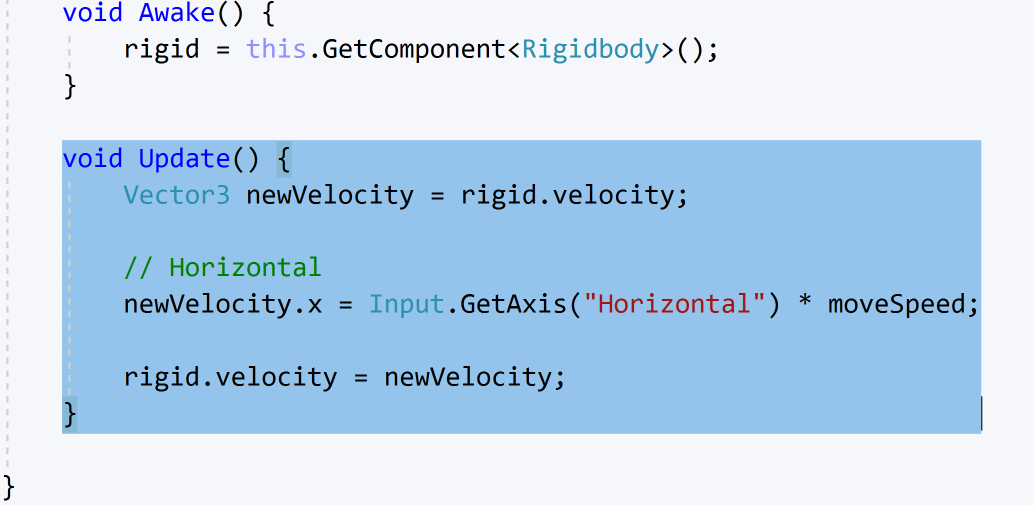 void Awake() {
rigid = this.GetComponent<Rigidbody>();
}
void Update() {
Vector3 newVelocity = rigid.velocity;
// Horizontal
newVelocity.x = Input.GetAxis("Horizontal") * moveSpeed;
rigid.velocity = newVelocity;
}
}